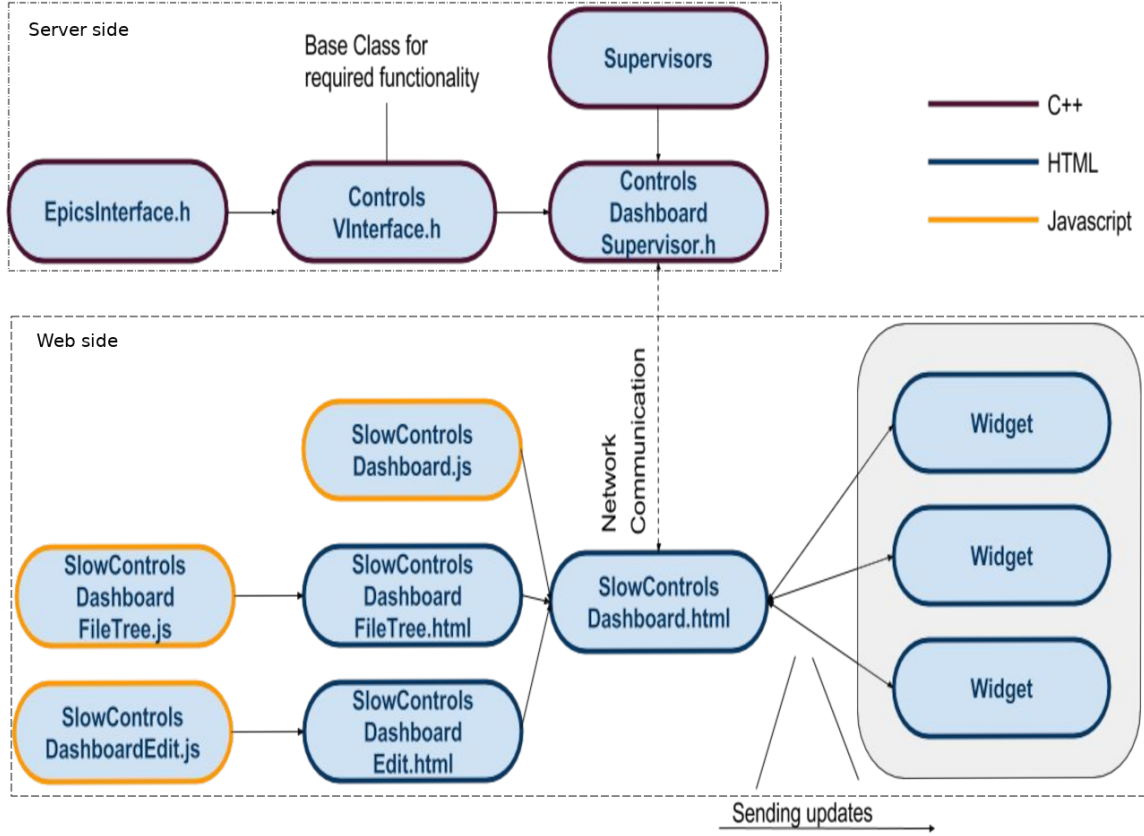 Server side
Base Class for
required functionality
Supervisors
EpicsInterface.h
Controls
VInterface.h
Controls
Dashboard
Supervisor.h
C++
HTML
Javascript
Web side
Network
Communication
SlowControls
Dashboard.js
SlowControls
Dashboard
FileTree.js
SlowControls
Dashboard
FileTree.html
SlowControls
Dashboard.html
SlowControls
DashboardEdit.js
SlowControls
Dashboard
Edit.html
Widget
Widget
Widget
Sending updates